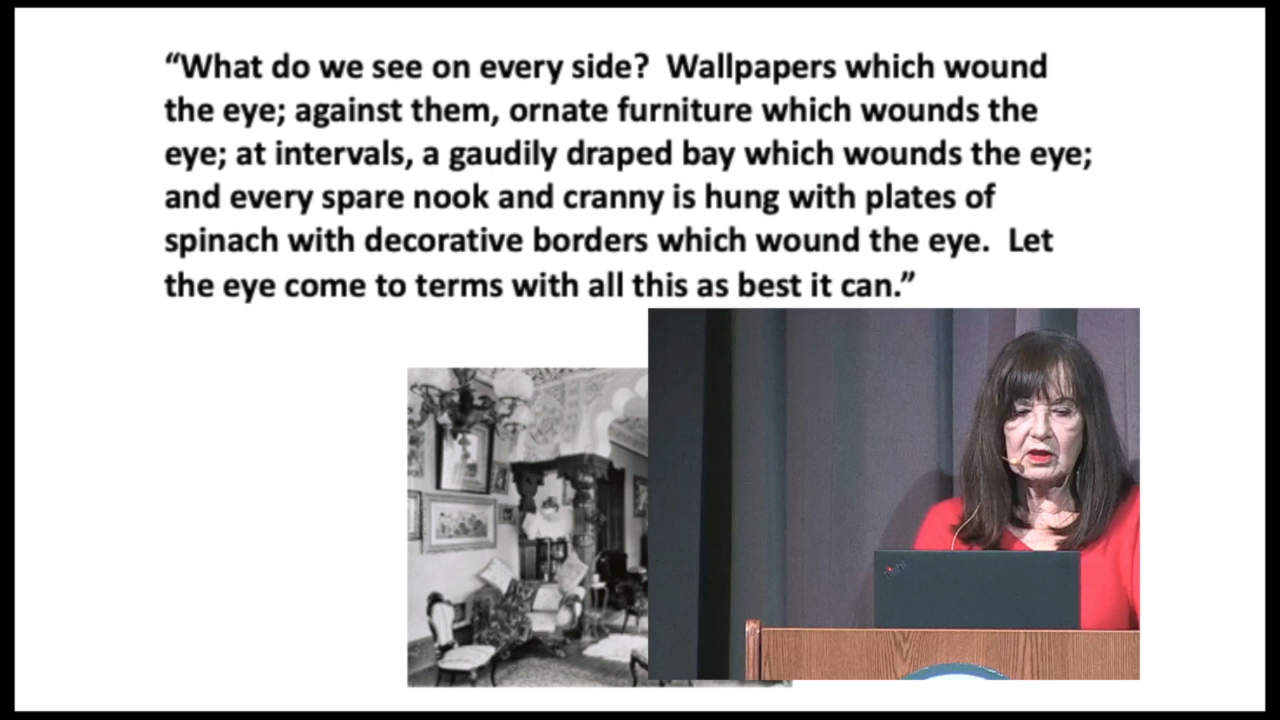 “What do we see on every side?  Wallpapers which wound
the eye; against them, ornate furniture which wounds the
eye; at intervals, a gaudily draped bay which wounds the eye;
and every spare nook and cranny is hung with plates of
spinach with decorative borders which wound the eye.  Let
the eye come to terms with all this as best it can.”